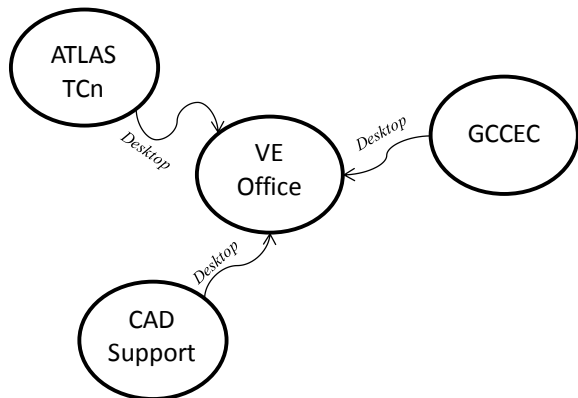 ATLAS
TCn
Desktop
VE
Office
Desktop
GCCEC
Desktop
CAD
Support